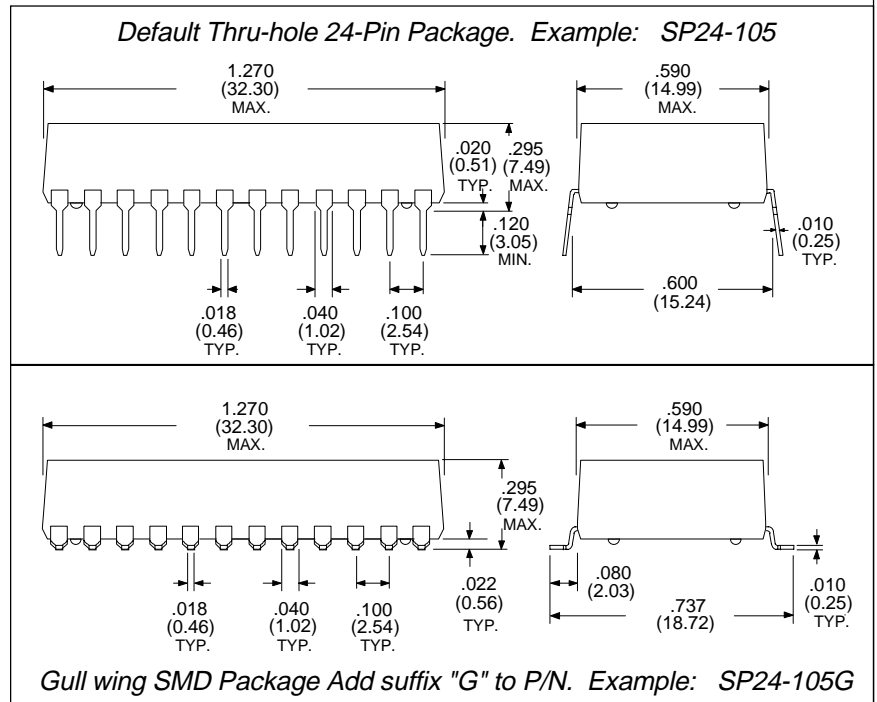 Default Thru-hole 24-Pin Package.  Example:   SP24-105
1.270
(32.30)
MAX.
.590
(14.99)
MAX.
.020
(0.51)
TYP.
.295
(7.49)
MAX.
.120
(3.05)
MIN.
.010
(0.25)
TYP.
.600
(15.24)
.018
(0.46)
TYP.
.040
(1.02)
TYP.
.100
(2.54)
TYP.
1.270
(32.30)
MAX.
.590
(14.99)
MAX.
.295
(7.49)
MAX.
.018
(0.46)
TYP.
.040
(1.02)
TYP.
.100
(2.54)
TYP.
.022
(0.56)
TYP.
.080
(2.03)
.737
(18.72)
.010
(0.25)
TYP.
Gull wing SMD Package Add suffix "G" to P/N.  Example:   SP24-105G